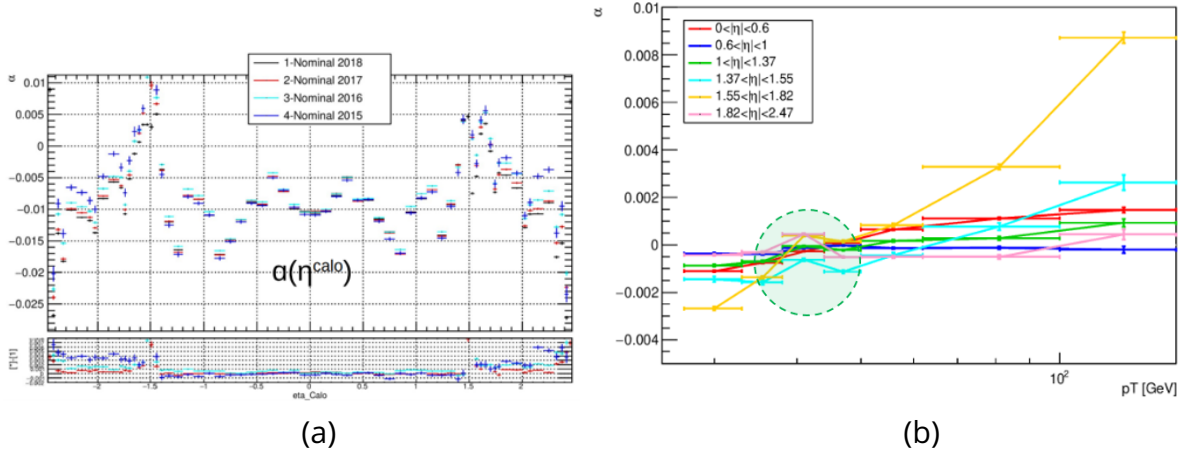 α
0.01
0.005
0
−0.005
−0.01
−0.015
−0.02
−0.025
1-Nominal 2018
2-Nominal 2017
3-Nominal 2016
4-Nominal 2015
α(η^calo)
[*]-[1]
−2 −1.5 −1 −0.5 0 0.5 1 1.5 2
eta_Calo
(a)
α
0.01
0.008
0.006
0.004
0.002
0
−0.002
−0.004
0<|η|<0.6
0.6<|η|<1
1<|η|<1.37
1.37<|η|<1.55
1.55<|η|<1.82
1.82<|η|<2.47
10²
pT [GeV]
(b)